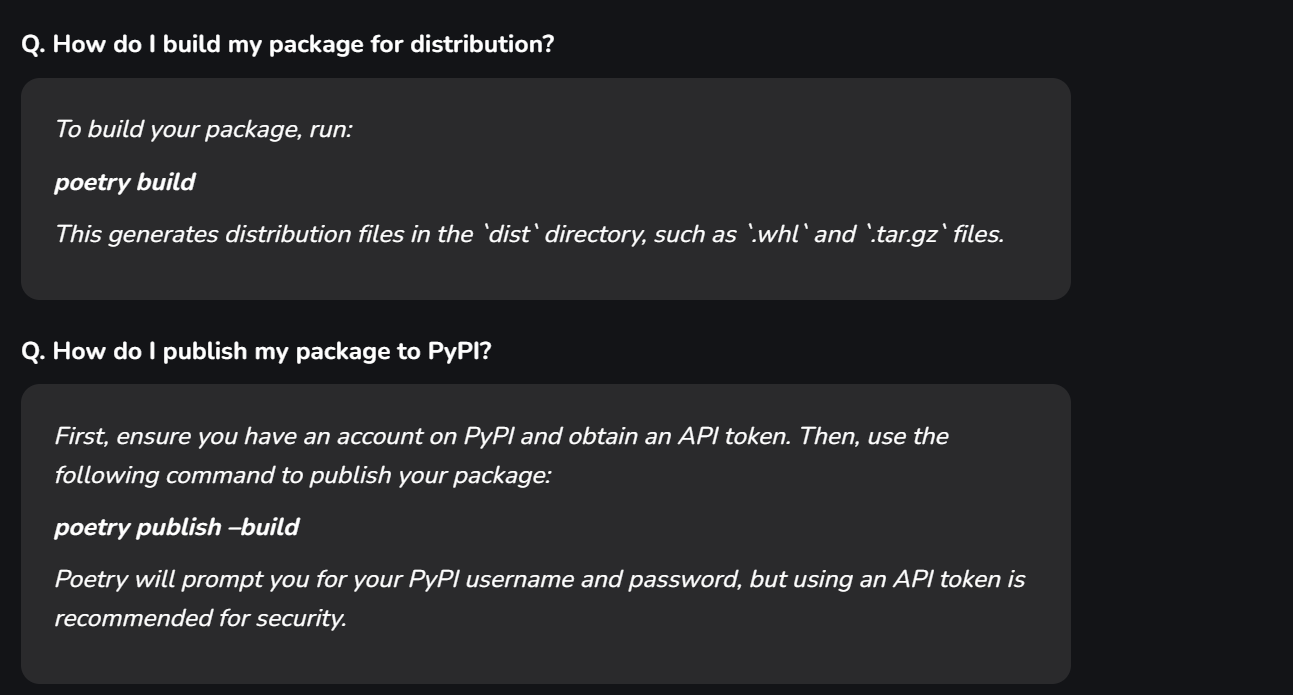 Q. How do I build my package for distribution?
To build your package, run:
poetry build
This generates distribution files in the `dist` directory, such as `.whl` and `.tar.gz` files.
Q. How do I publish my package to PyPI?
First, ensure you have an account on PyPI and obtain an API token. Then, use the
following command to publish your package:
poetry publish –build
Poetry will prompt you for your PyPI username and password, but using an API token is
recommended for security.